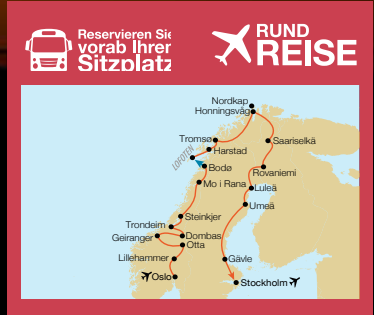 Reservieren Sie
vorab Ihren
Sitzplatz
RUND
REISE
Nordkap
Honningsvåg
Tromsø
Harstad
Saariselkä
LOFOTEN
Bodø
Rovaniemi
Mo i Rana
Luleå
Umeå
Steinkjer
Trondeim
Geiranger
Dombas
Otta
Lillehammer
Gävle
Oslo
Stockholm